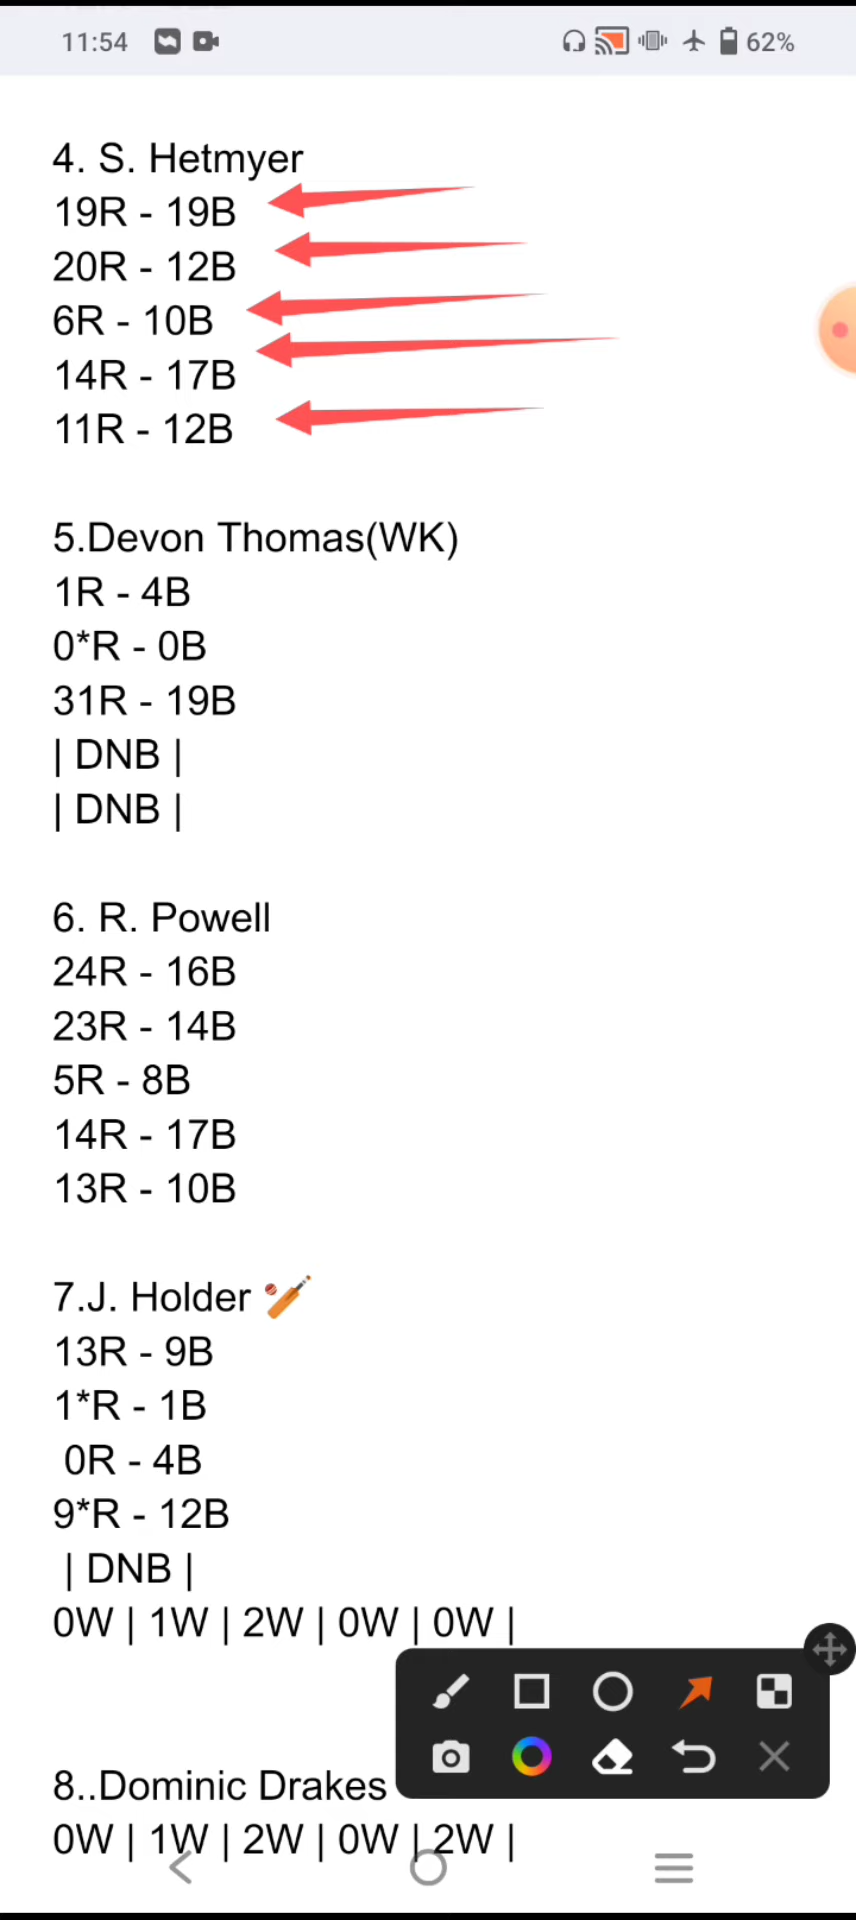 11:54
62%
4. S. Hetmyer
19R - 19B
20R - 12B
6R - 10B
14R - 17B
11R - 12B
5.Devon Thomas(WK)
1R - 4B
0*R - 0B
31R - 19B
| DNB |
| DNB |
6. R. Powell
24R - 16B
23R - 14B
5R - 8B
14R - 17B
13R - 10B
7.J. Holder 🏏
13R - 9B
1*R - 1B
0R - 4B
9*R - 12B
| DNB |
0W | 1W | 2W | 0W | 0W |
8..Dominic Drakes
0W | 1W | 2W | 0W | 2W |